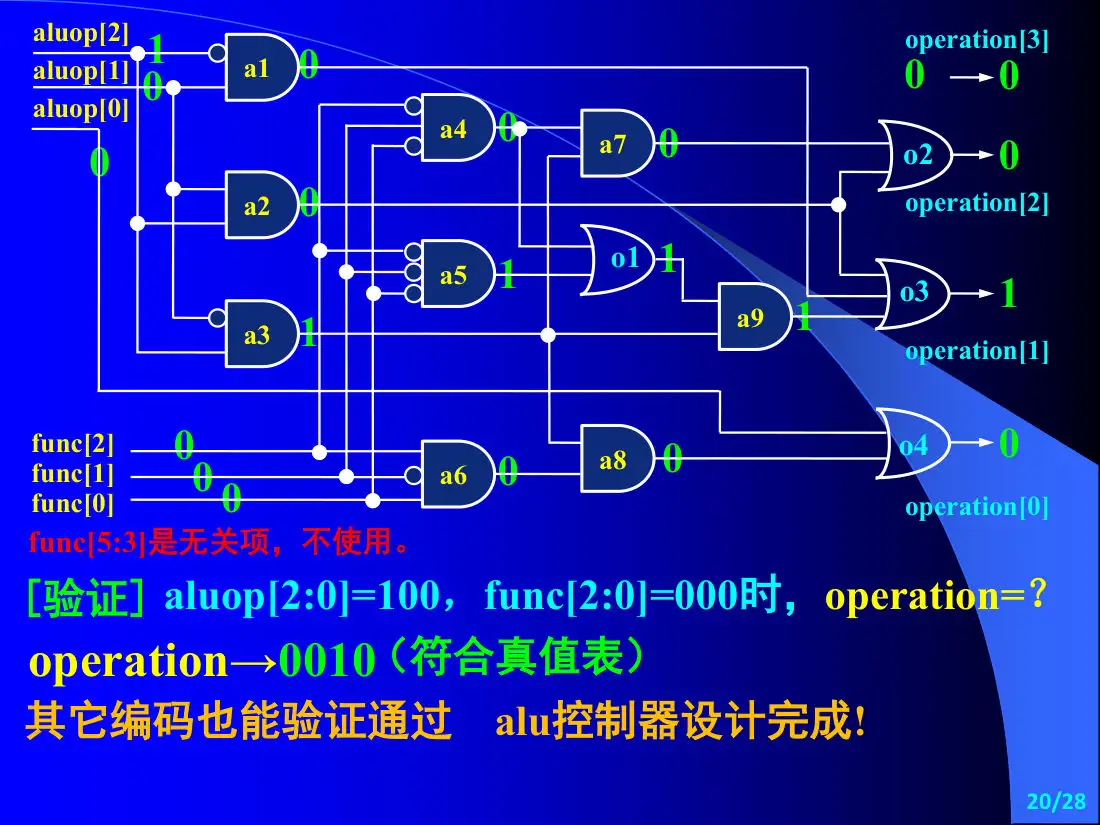 aluop[2]
1
aluop[1]
0
aluop[0]
0
a1
0
a2
0
a3
1
a4
0
a5
1
a6
0
a7
0
o1
1
a8
0
a9
1
operation[3]
0 0
o2
0
operation[2]
o3
1
operation[1]
o4
0
operation[0]
func[2]
0
func[1]
0
func[0]
0
func[5:3]是无关项，不使用。
[验证] aluop[2:0]=100，func[2:0]=000时，operation=？
operation→0010（符合真值表）
其它编码也能验证通过 alu控制器设计完成!
20/28